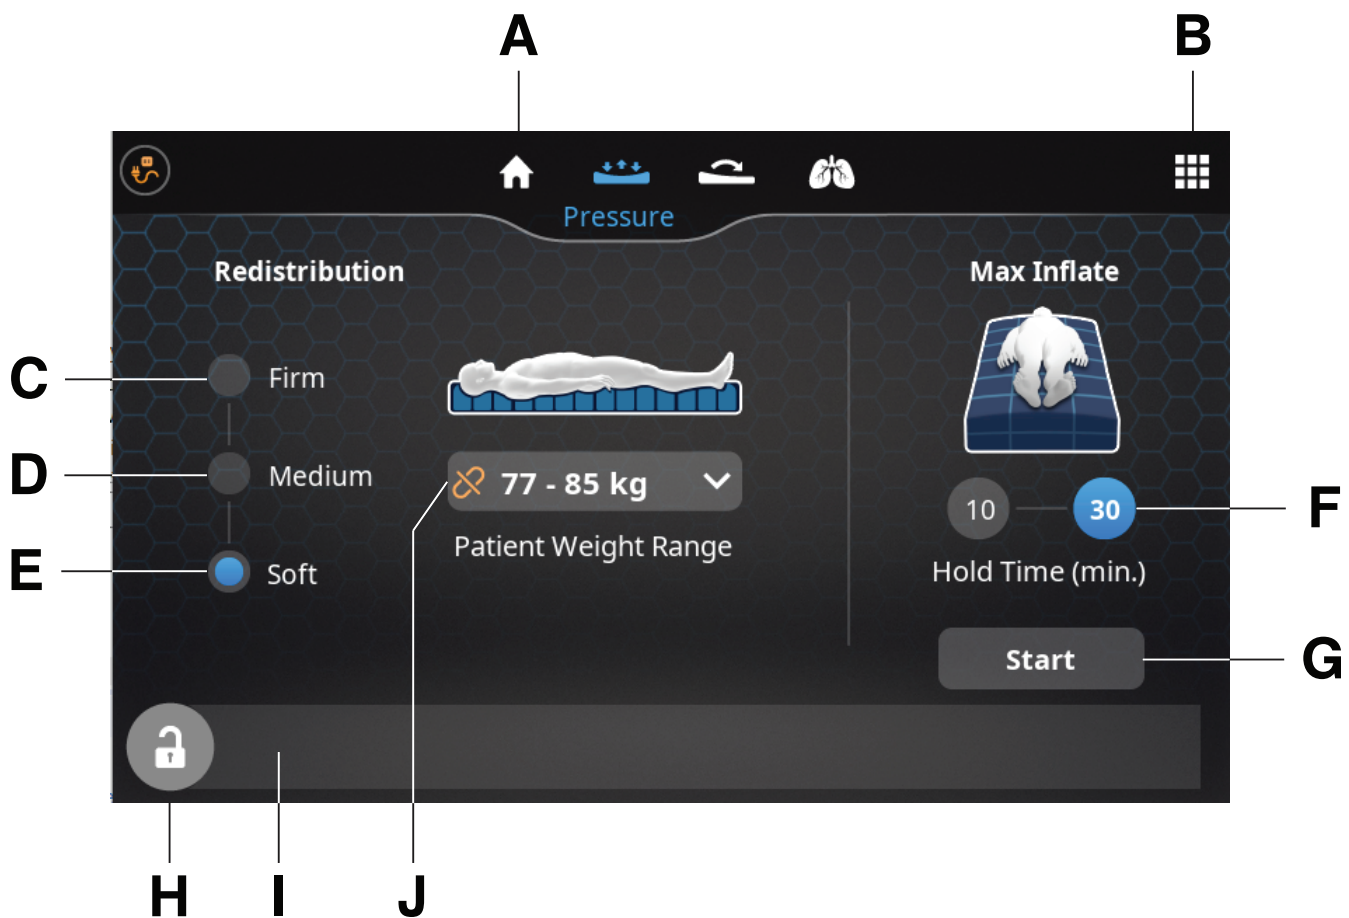 A
B
Pressure
Redistribution
Max Inflate
C
Firm
D
Medium
77 - 85 kg
10
30
F
Patient Weight Range
E
Soft
Hold Time (min.)
Start
G
H
I
J